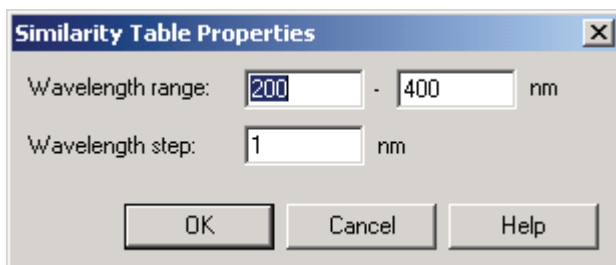 Similarity Table Properties
Wavelength range: 200 - 400 nm
Wavelength step: 1 nm
OK Cancel Help